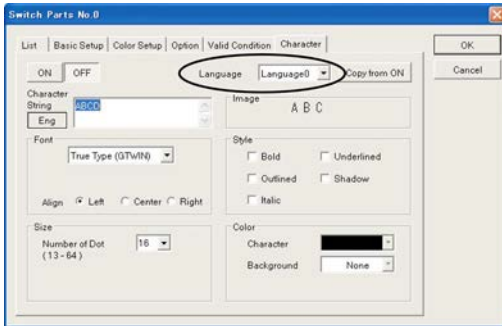 Switch Parts No.0
List Basic Setup Color Setup Option Valid Condition Character
OK
Cancel
ON OFF Language Language0 Copy from ON
Character
String
Eng
ABCD
Image
A B C
Font
True Type (GTWIN)
Align Left Center Right
Style
Bold Underlined
Outlined Shadow
Italic
Size
Number of Dot
(13-64)
16
Color
Character
Background None